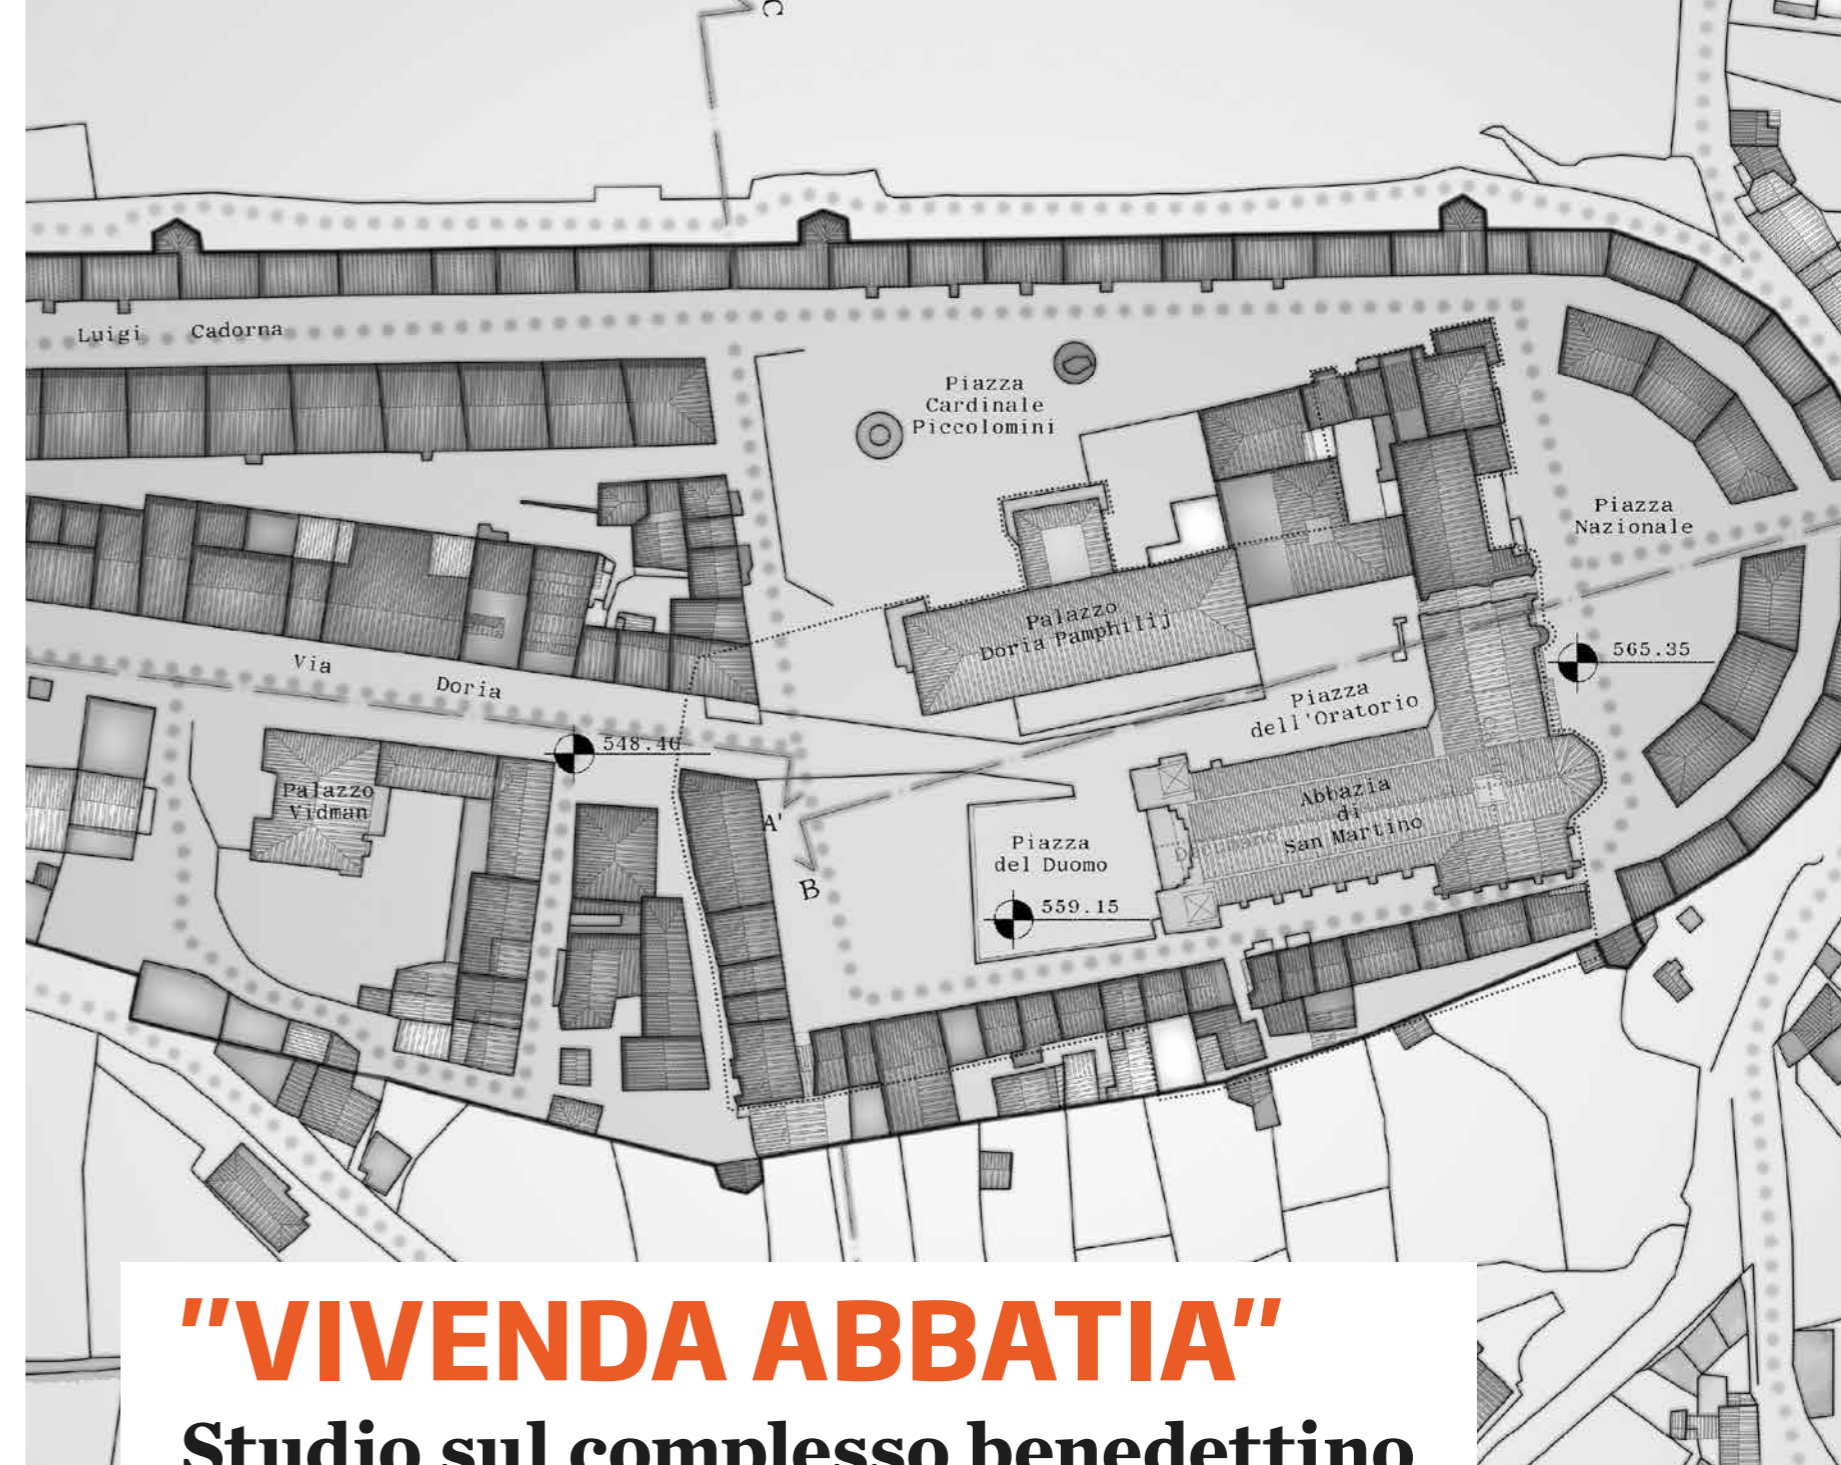 C
Luigi Cadorna
Piazza
Cardinale
Piccolomini
Piazza
Nazionale
Palazzo
Doria Pamphilij
Via Doria
565.35
Piazza
dell'Oratorio
548.46
Palazzo
Vidman
A'
B
Piazza
del Duomo
559.15
Abbazia
di
San Martino
"VIVENDA ABBATIA"
Studio sul complesso benedettino